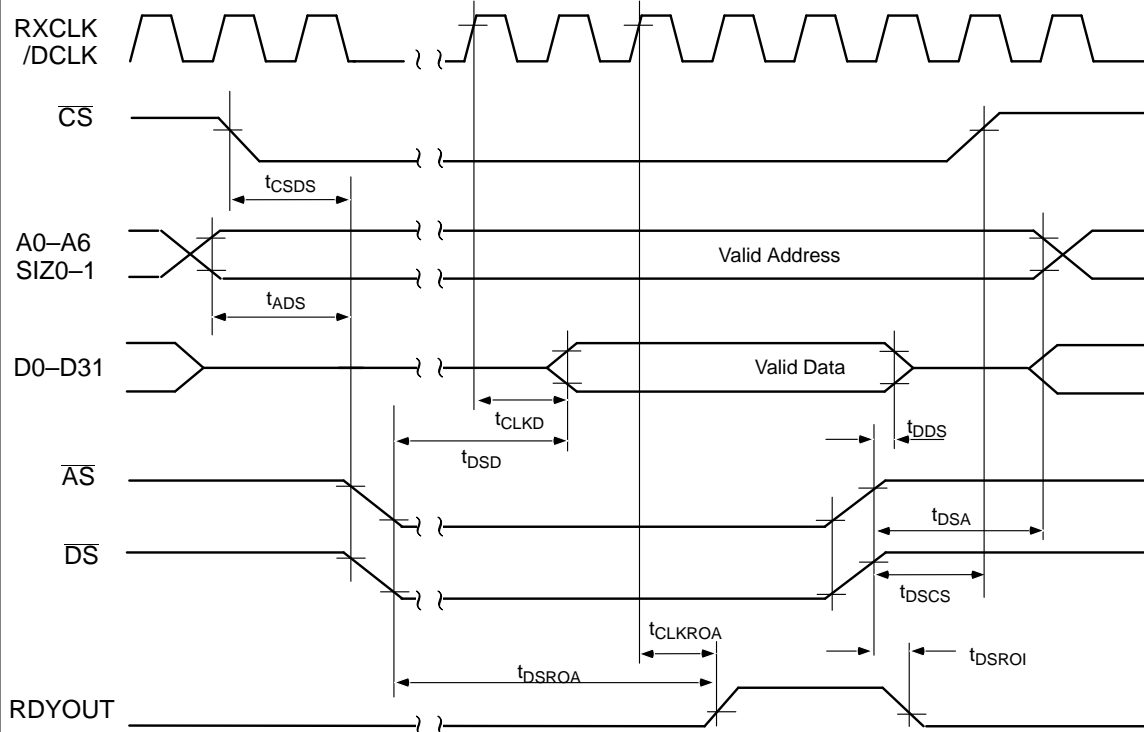 RXCLK
/DCLK
CS
tCSDS
A0–A6
SIZ0–1
Valid Address
tADS
D0–D31
Valid Data
tCLKD
tDDS
tDSD
AS
tDSA
DS
tDSCS
tCLKROA
tDSROI
tDSROA
RDYOUT